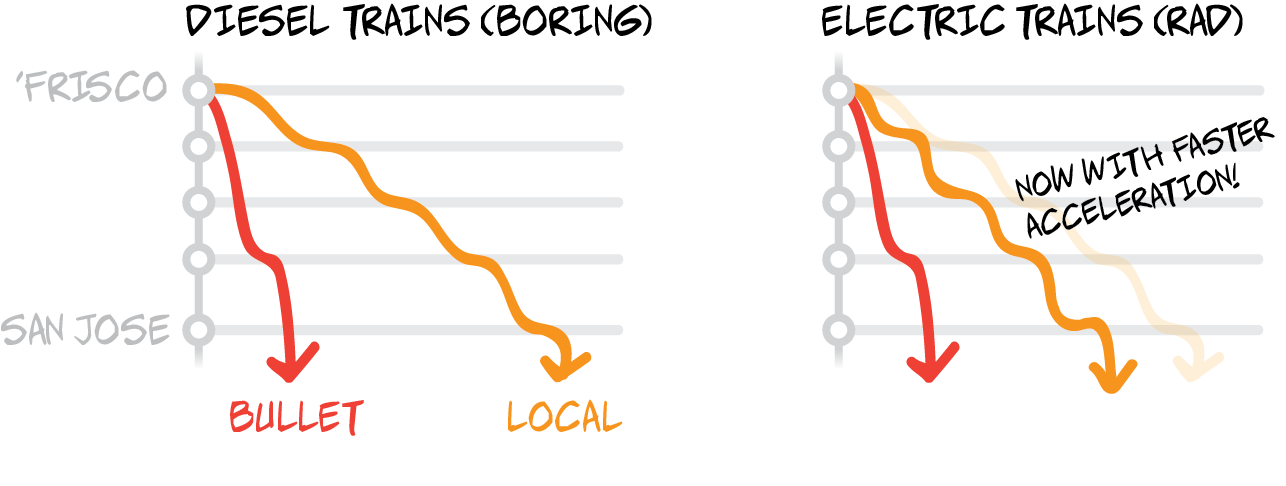 DIESEL TRAINS (BORING)
ELECTRIC TRAINS (RAD)
'FRISCO
SAN JOSE
BULLET
LOCAL
NOW WITH FASTER
ACCELERATION!